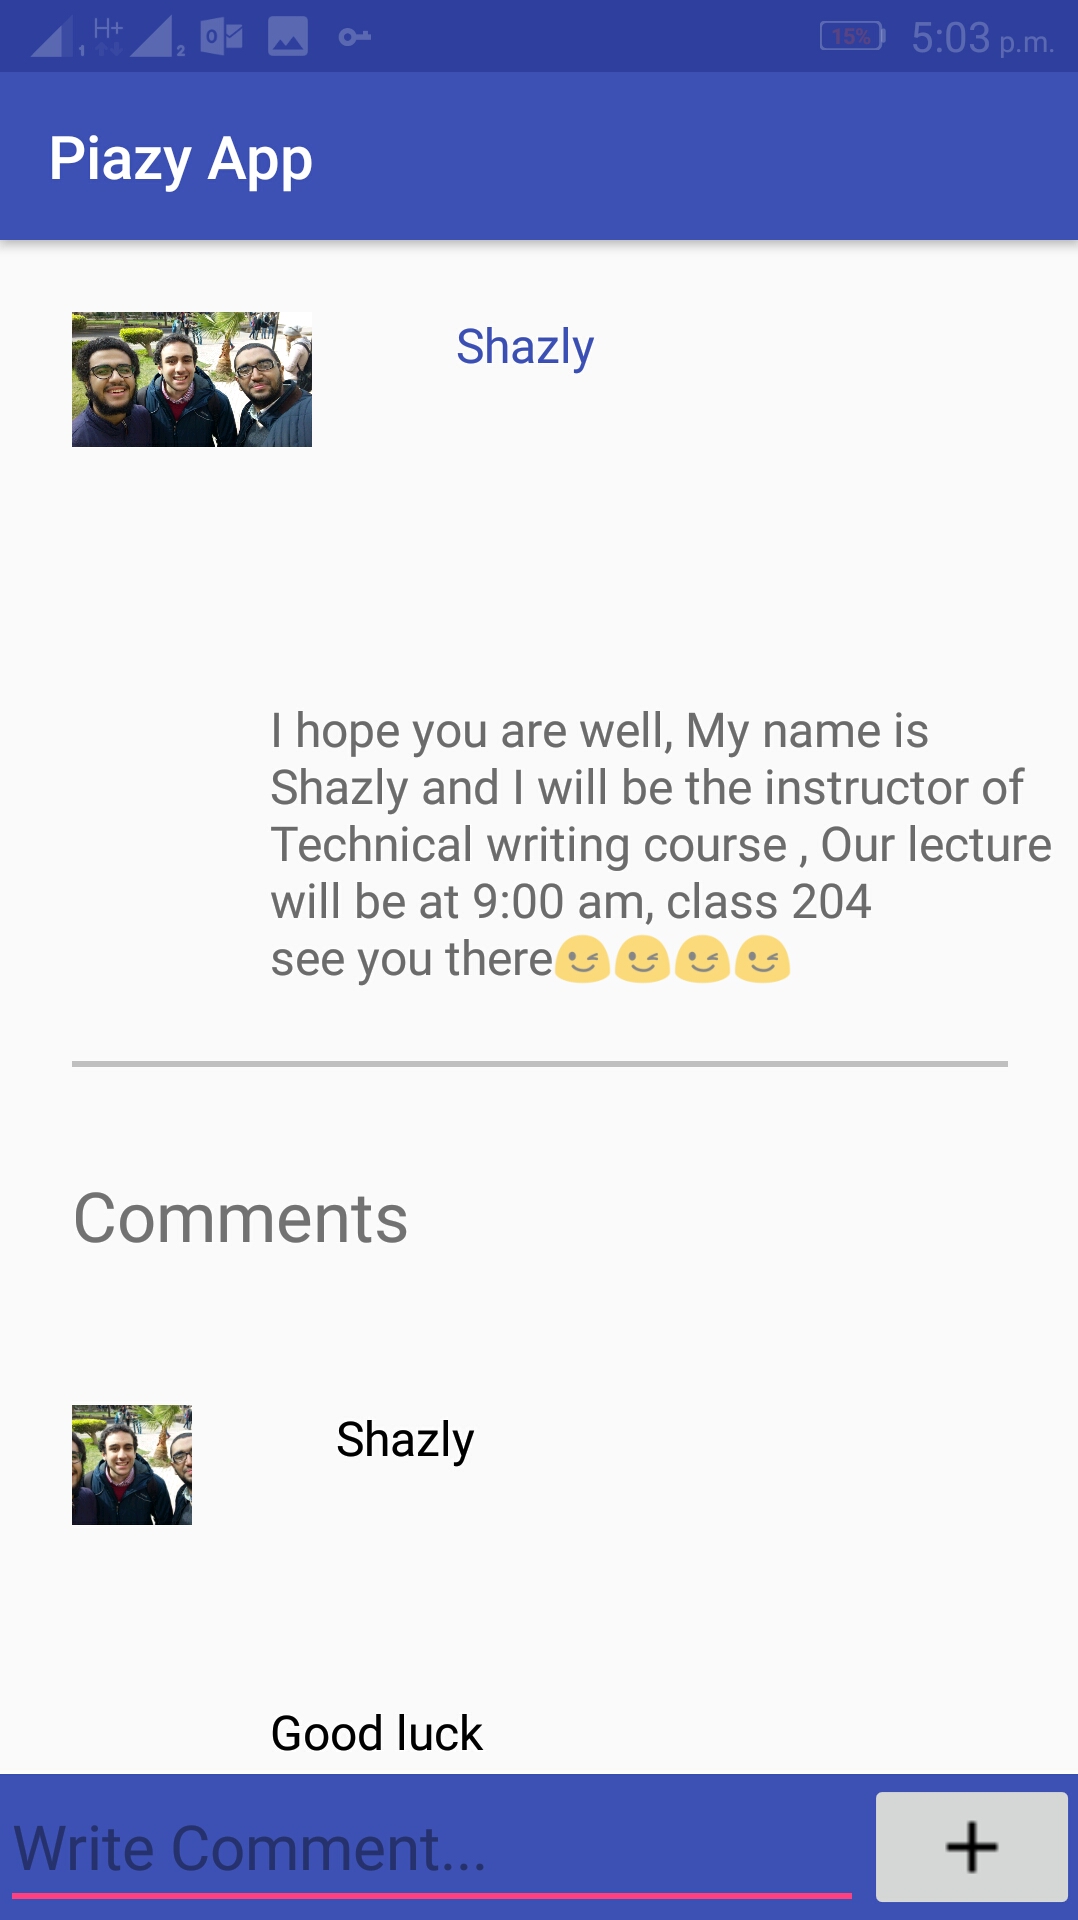 1 H+ 2 15% 5:03 p.m.
Piazy App
Shazly
I hope you are well, My name is
Shazly and I will be the instructor of
Technical writing course , Our lecture
will be at 9:00 am, class 204
see you there😉😉😉😉
Comments
Shazly
Good luck
Write Comment...
+